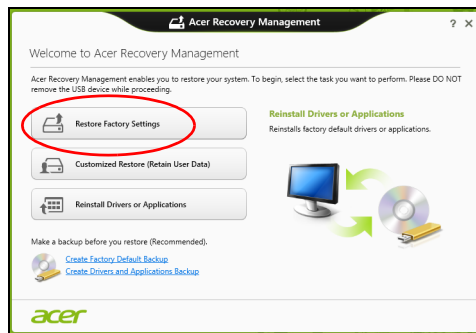 Acer Recovery Management
? ×
Welcome to Acer Recovery Management
Acer Recovery Management enables you to restore your system. To begin, select the task you want to perform. Please DO NOT
remove the USB device while proceeding.
Restore Factory Settings
Customized Restore (Retain User Data)
Reinstall Drivers or Applications
Reinstall Drivers or Applications
Reinstalls factory default drivers or applications.
Make a backup before you restore (Recommended).
Create Factory Default Backup
Create Drivers and Applications Backup
acer